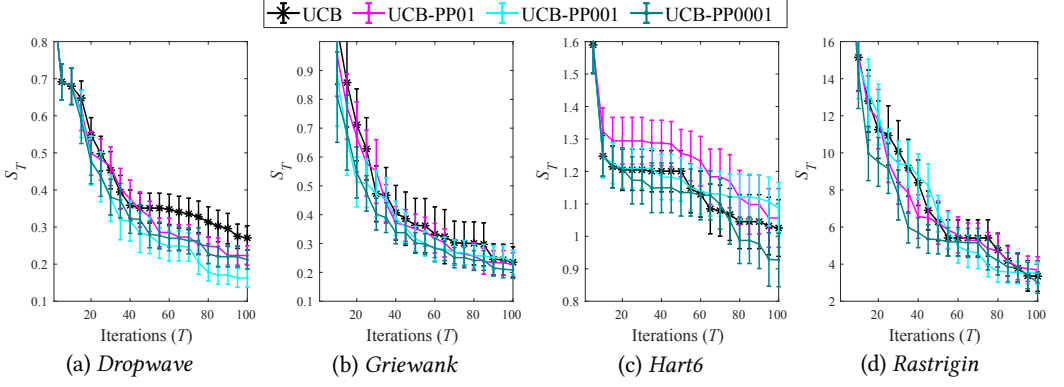 UCB UCB-PP01 UCB-PP001 UCB-PP0001
0.8 0.7 0.6 0.5 0.4 0.3 0.2 0.1
S_T
20 40 60 80 100
Iterations (T)
(a) Dropwave
0.9 0.8 0.7 0.6 0.5 0.4 0.3 0.2 0.1
S_T
20 40 60 80 100
Iterations (T)
(b) Griewank
1.6 1.5 1.4 1.3 1.2 1.1 1 0.9 0.8
S_T
20 40 60 80 100
Iterations (T)
(c) Hart6
16 14 12 10 8 6 4 2
S_T
20 40 60 80 100
Iterations (T)
(d) Rastrigin